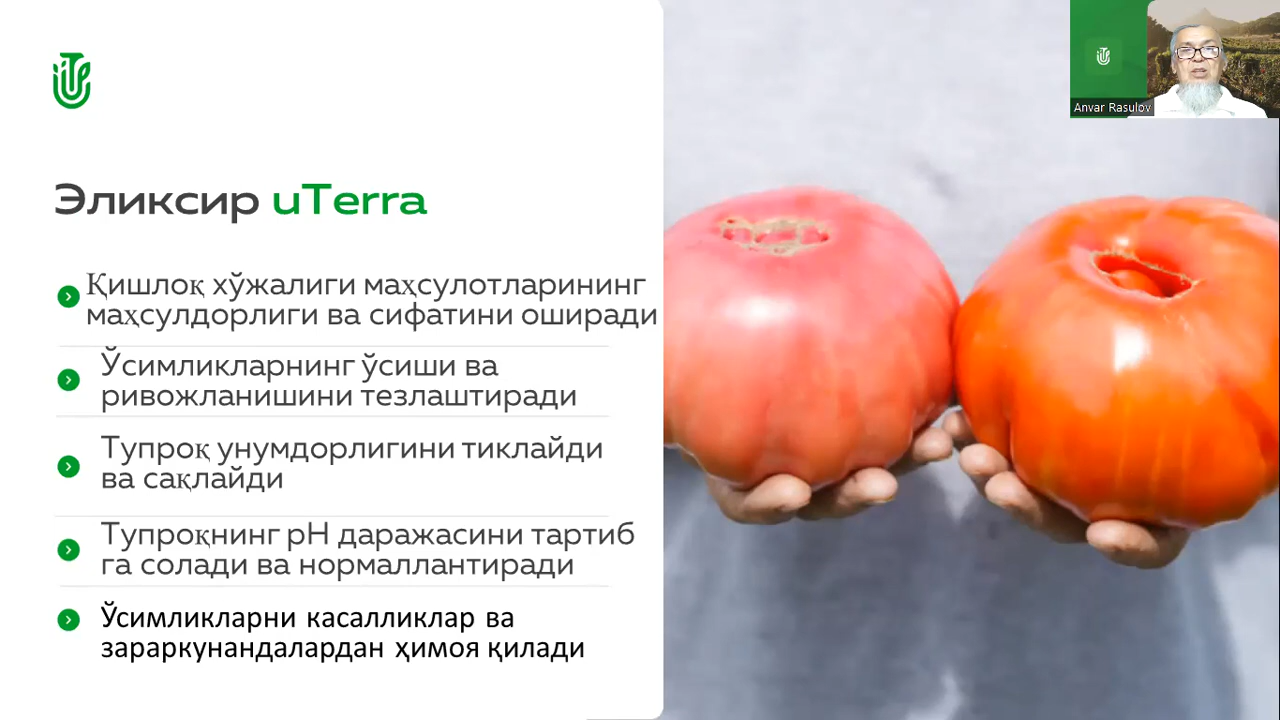 Anvar Rasulov
Эликсир uTerra
Қишлоқ хўжалиги маҳсулотларининг
маҳсулдорлиги ва сифатини оширади
Ўсимликларнинг ўсиши ва
ривожланишини тезлаштиради
Тупроқ унумдорлигини тиклайди
ва сақлайди
Тупроқнинг рН даражасини тартиб
га солади ва нормаллантиради
Ўсимликларни касалликлар ва
зараркунандалардан ҳимоя қилади